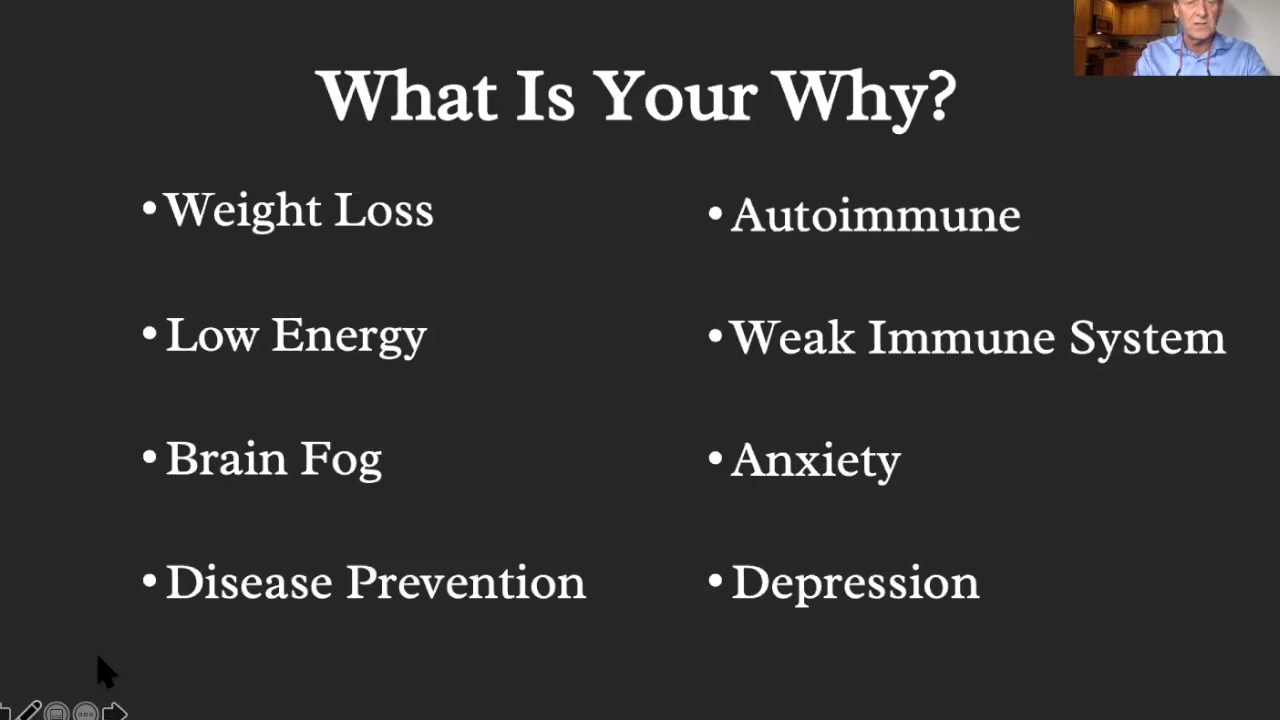 What Is Your Why?
• Weight Loss
• Low Energy
• Brain Fog
• Disease Prevention
• Autoimmune
• Weak Immune System
• Anxiety
• Depression